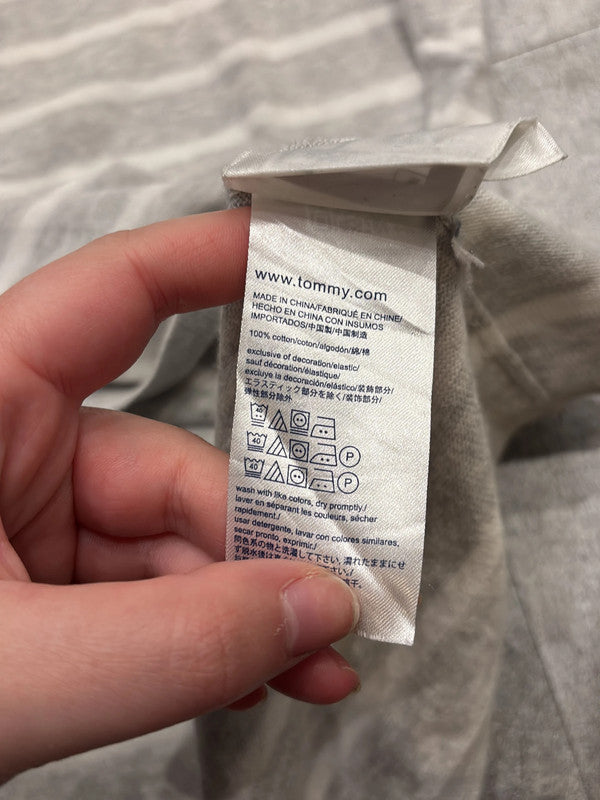 www.tommy.com
MADE IN CHINA/FABRIQUÉ EN CHINE/
HECHO EN CHINA CON INSUMOS
IMPORTADOS/中国製/中国制造
100% cotton/coton/algodón/綿/棉
exclusive of decoration/elastic/
sauf décoration/élastique/
excluye la decoración/elástico/装飾部分/
エラスティック部分を除く/装饰部分/
弹性部分除外
40
40 P
40 P
wash with like colors, dry promptly./
laver en séparant les couleurs, sécher
rapidement./
usar detergente, lavar con colores similares,
secar pronto, exprimir./
同色系の物と洗濯して下さい. 濡れたままにせ